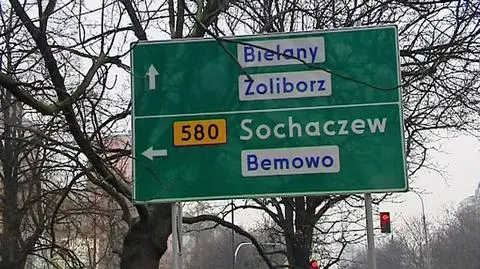 Bielany
Żoliborz
580 Sochaczew
Bemowo